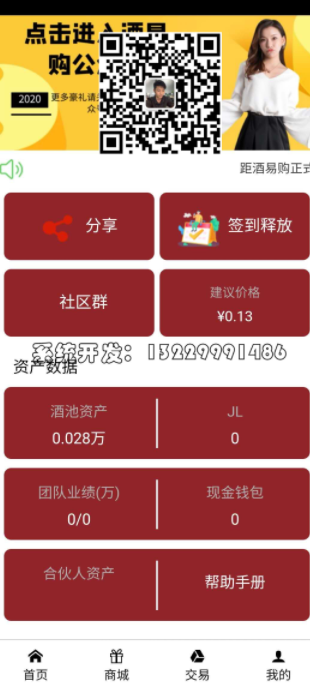 点击进入酒易
购公
2020
更多豪礼请
众
距酒易购正式
分享
签到释放
社区群
建议价格
¥0.13
系统开发：13229991486
资产数据
酒池资产
JL
0.028万
0
团队业绩(万)
现金钱包
0/0
0
合伙人资产
帮助手册
首页
商城
交易
我的